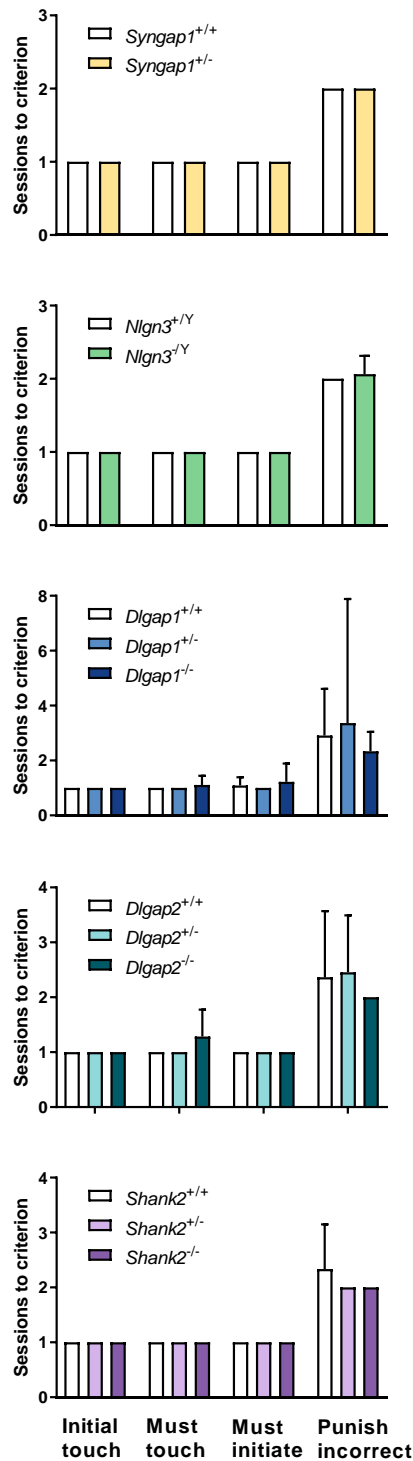 3
2
1
0
Sessions to criterion
Syngap1+/+
Syngap1+/-
3
2
1
0
Sessions to criterion
Nlgn3+/Y
Nlgn3-/Y
8
6
4
2
0
Sessions to criterion
Dlgap1+/+
Dlgap1+/-
Dlgap1-/-
4
3
2
1
0
Sessions to criterion
Dlgap2+/+
Dlgap2+/-
Dlgap2-/-
4
3
2
1
0
Sessions to criterion
Shank2+/+
Shank2+/-
Shank2-/-
Initial Must Must Punish
touch touch initiate incorrect